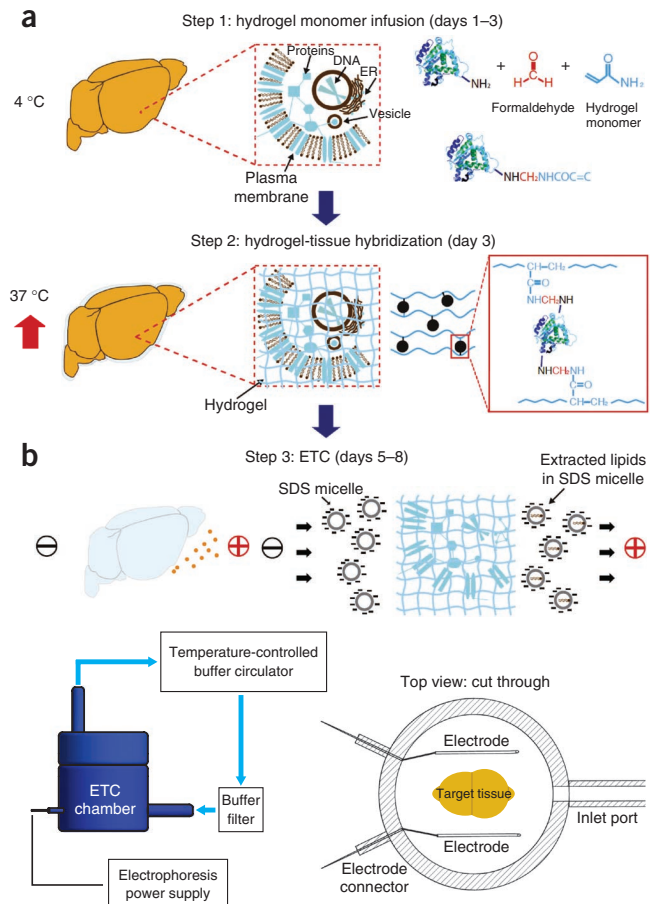 a
Step 1: hydrogel monomer infusion (days 1–3)
4 °C
Proteins
DNA
ER
Vesicle
Plasma
membrane
NH₂
+
H
O
H
+
O
NH₂
Formaldehyde
Hydrogel
monomer
NHCH₂NHCOC=C
Step 2: hydrogel-tissue hybridization (day 3)
37 °C
Hydrogel
CH–CH₂
C=O
NHCH₂NH
NHCH₂NH
C=O
CH–CH₂
b
Step 3: ETC (days 5–8)
SDS micelle
Extracted lipids
in SDS micelle
Temperature-controlled
buffer circulator
ETC
chamber
Buffer
filter
Electrophoresis
power supply
Top view: cut through
Electrode
Target tissue
Inlet port
Electrode
Electrode
connector